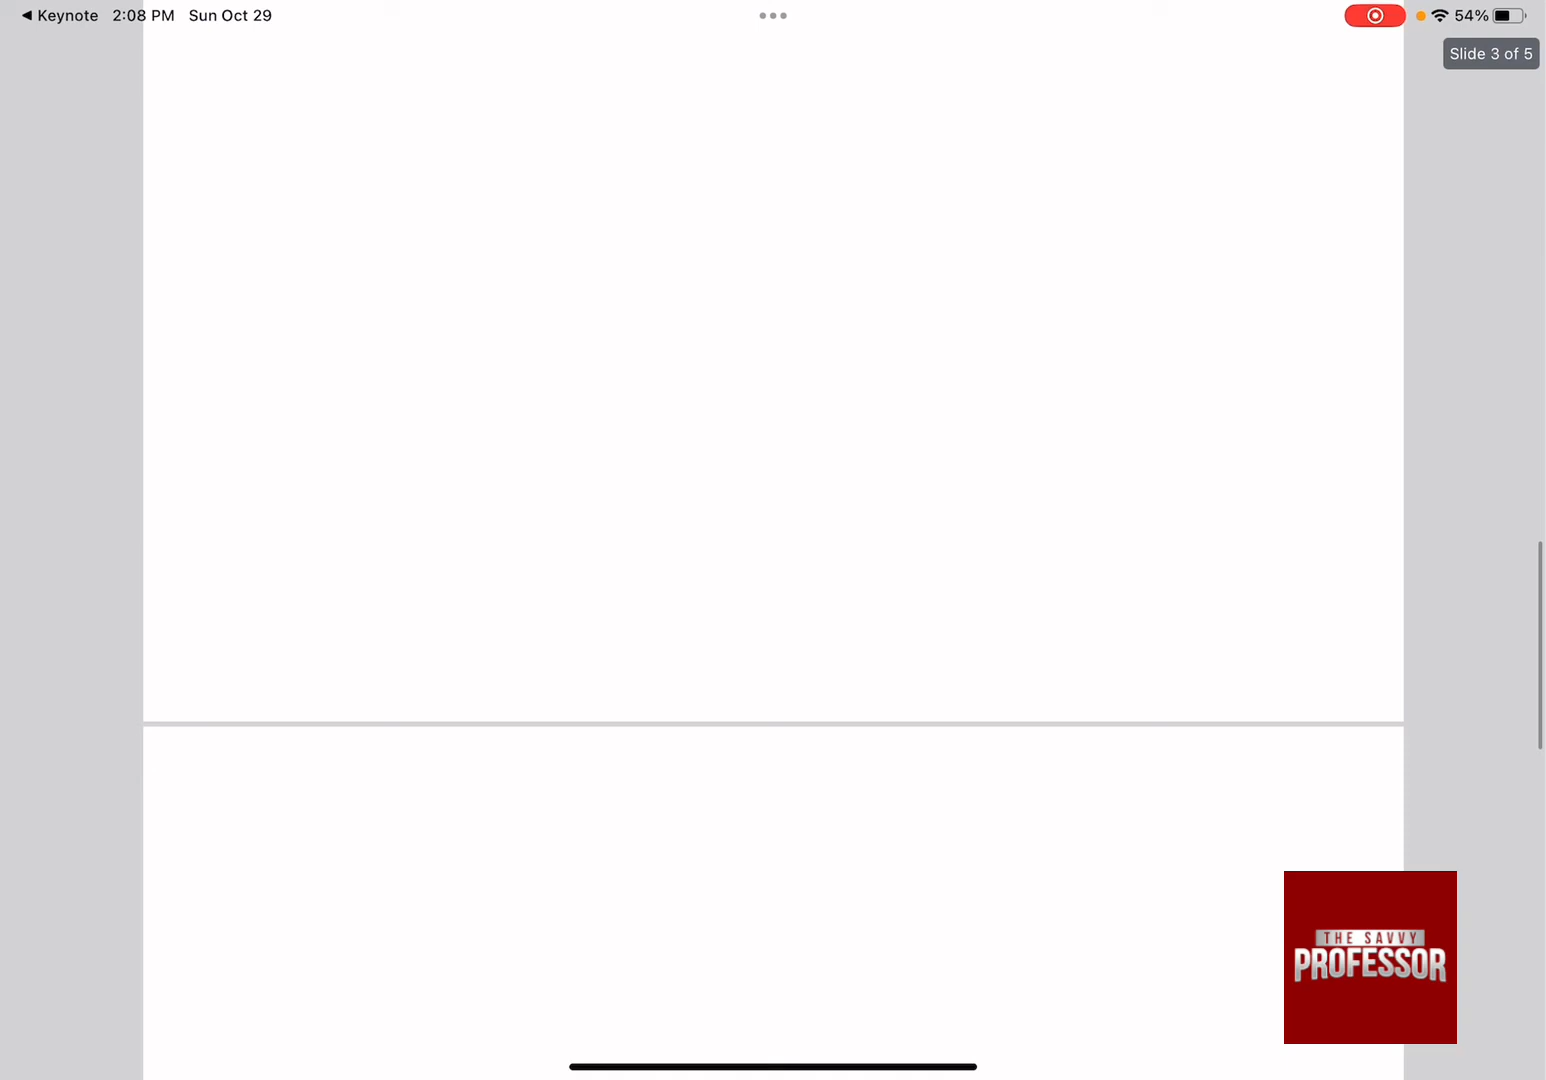 ◀ Keynote 2:08 PM Sun Oct 29
54%
Slide 3 of 5
THE SAVVY
PROFESSOR